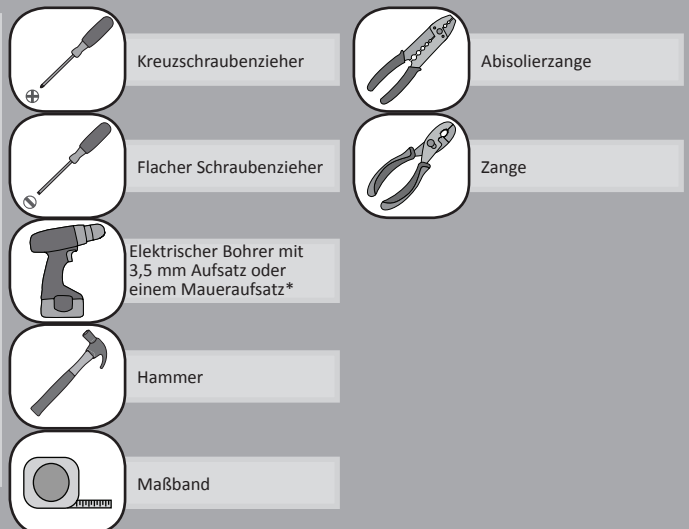 Kreuzschraubenzieher
Flacher Schraubenzieher
Elektrischer Bohrer mit
3,5 mm Aufsatz oder
einem Maueraufsatz*
Hammer
Maßband
Abisolierzange
Zange